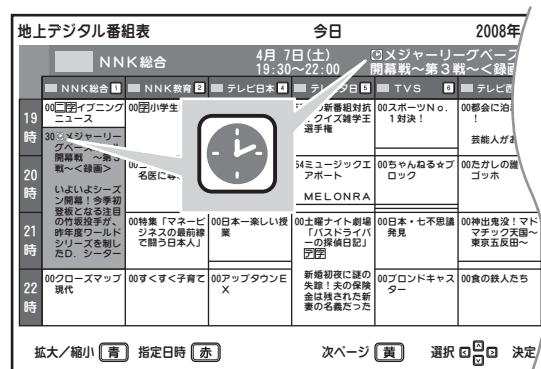 地上デジタル番組表 今日 2008年
NNK総合 4月 7日(土) メジャーリーグベー
19:30〜22:00 開幕戦〜第3戦〜<録画
NNK総合 1 NNK教育 2 テレビ日本 4 5 TVS 6 テレビ西
19時
00二字イブニングニュース
30メジャーリー
グベー
開幕戦 〜第3
戦〜<録画>
いよいよシーズ
ン開幕!今季初
登板となる注目
の竹坂投手が、
昨年度ワールド
シリーズを制し
たD.シーター
00字小学生
名医に
00特集「マネービ
ジネスの最前線
で闘う日本人」
00すくすく子育て
00日本一楽しい授
業
00アップタウンE
X
新番組対抗
クイズ雑学王
選手権
54ミュージックエ
アポート
MELONRA
00土曜ナイト劇場
「バスドライバ
ーの探偵日記」
新婚初夜に謎の
失踪!夫の保険
金は残された新
妻の名義だった
00スポーツNo.
1対決!
00ちゃんねる☆ブ
ロック
00日本・七不思議
発見
00ブロンドキャス
ター
00都会に泊
!
芸能人が
00たかしの
ゴッホ
00神出鬼没!マド
マチック天国〜
東京五反田〜
00食の鉄人たち
20時
21時
22時
00クローズマップ
現代
拡大/縮小 青 指定日時 赤 次ページ 黄 選択 決定